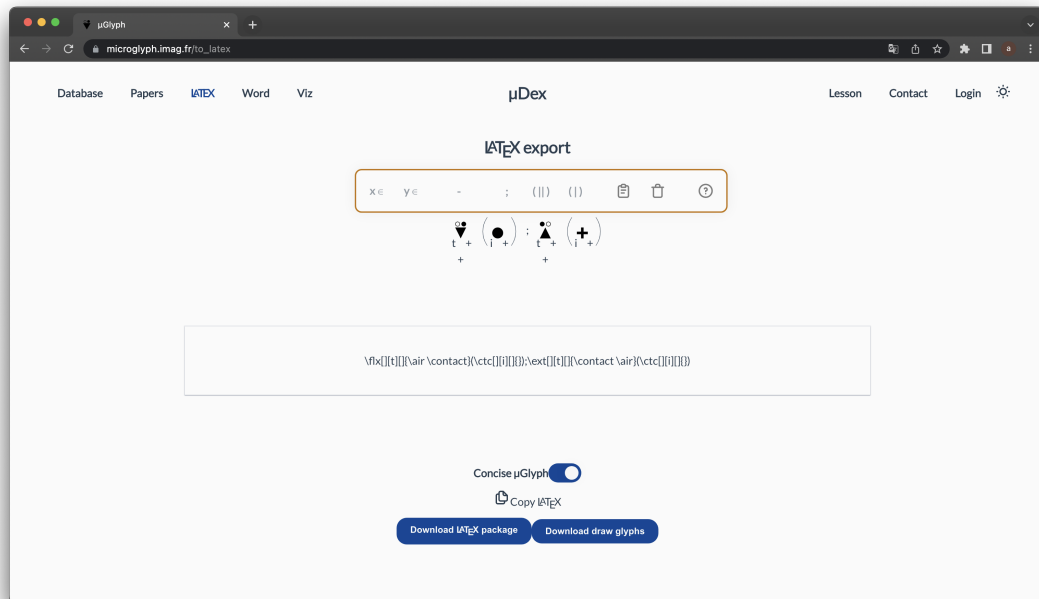 µGlyph
microglyph.imag.fr/to_latex
a
Database Papers LATEX Word Viz µDex Lesson Contact Login
LATEX export
x∈ y∈ - ; (||) (|)
t + ( i + ) ; t + ( i + )
+ +
\flx[][t][]{\air \contact}(\ctc[][i][]{});\ext[][t][]{\contact \air}(\ctc[][i][]{})
Concise µGlyph
Copy LATEX
Download LATEX package Download draw glyphs